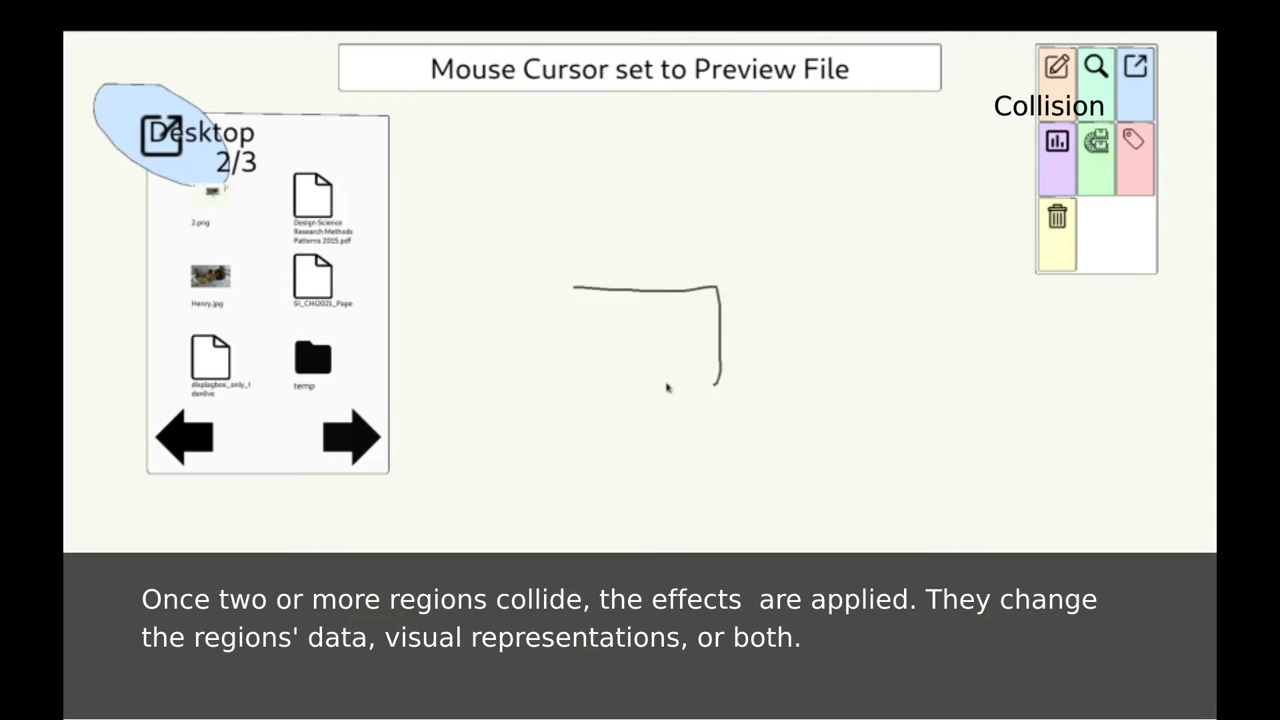 Mouse Cursor set to Preview File
Collision
Desktop
2/3
2.png
Design Science
Research Methods
Patterns 2015.pdf
Henry.jpg
SI_CHI2021_Pape
temp
Once two or more regions collide, the effects  are applied. They change
the regions' data, visual representations, or both.